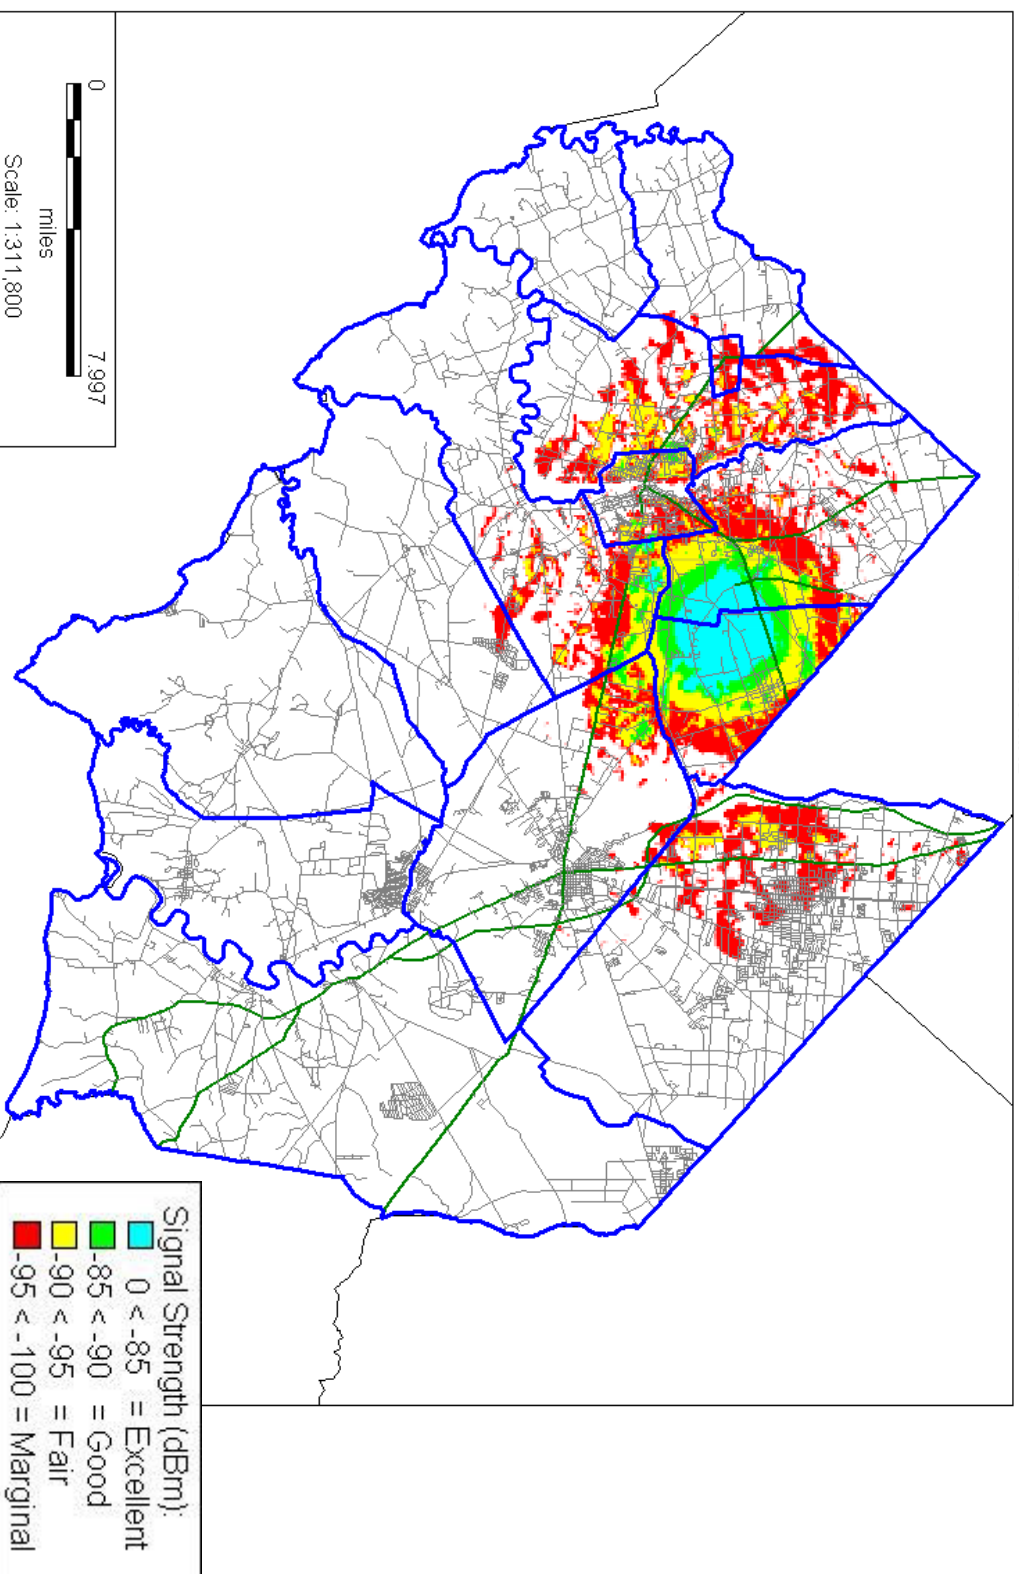 0 7.997
miles
Scale: 1:311,800
Signal Strength (dBm):
0 < -85 = Excellent
-85 < -90 = Good
-90 < -95 = Fair
-95 < -100 = Marginal